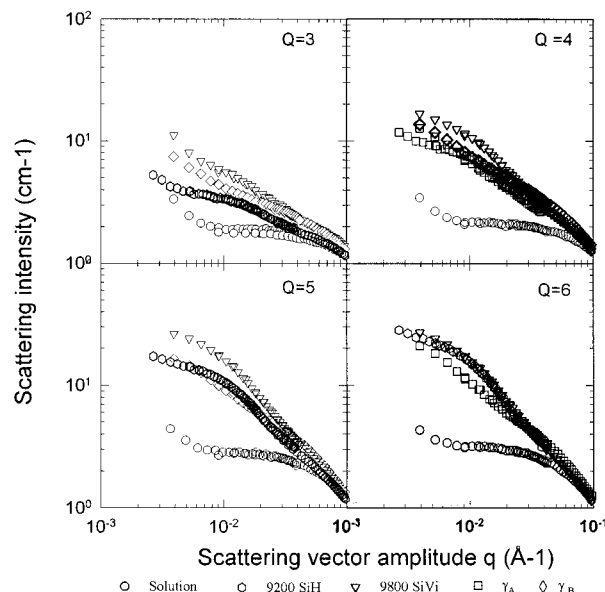 10²
Q=3
Q =4
10¹
10⁰
Q=5
Q=6
10¹
10⁰
10⁻³
10⁻²
10⁻³
10⁻²
10⁻¹
Scattering intensity (cm-1)
Scattering vector amplitude q (Å-1)
Solution
9200 SiH
9800 SiVi
γA
γB